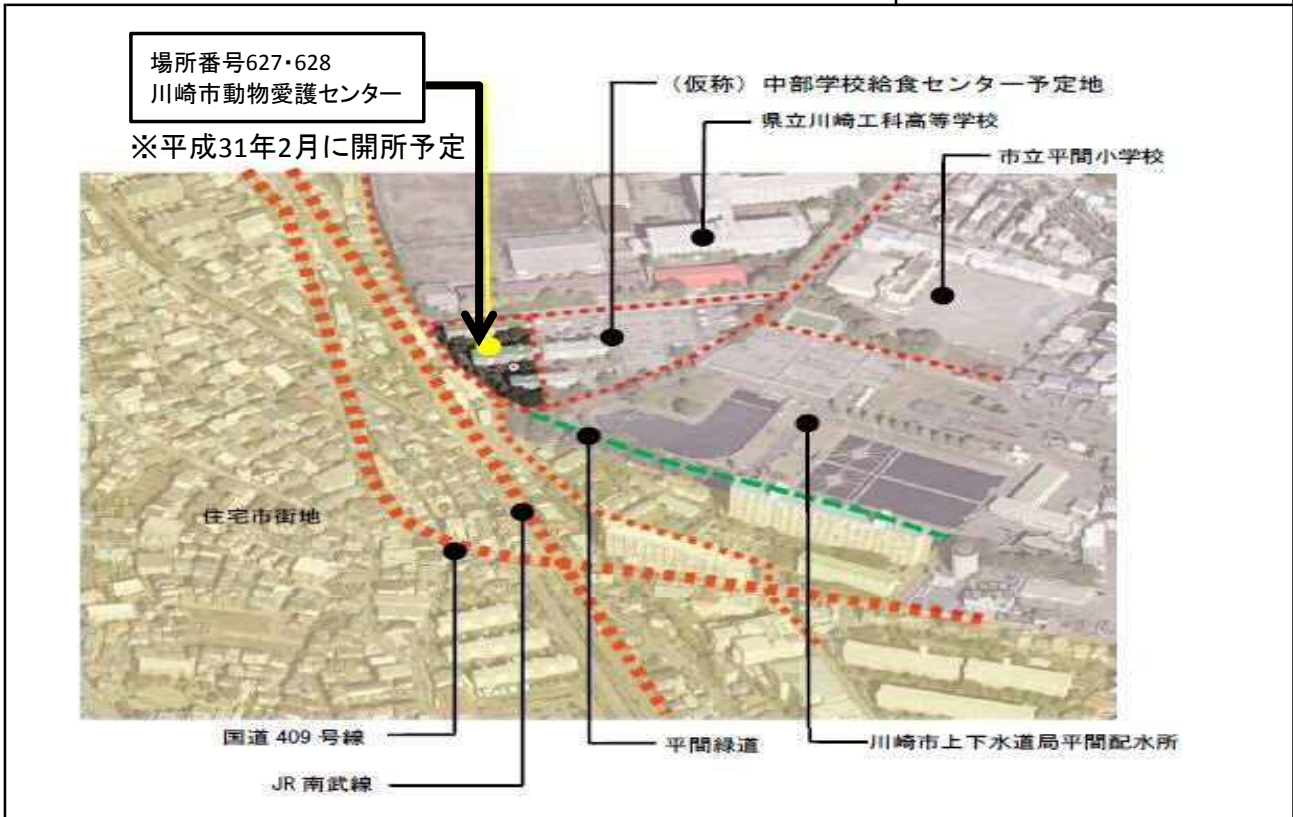 場所番号627・628
川崎市動物愛護センター
※平成31年2月に開所予定
（仮称）中部学校給食センター予定地
県立川崎工科高等学校
市立平間小学校
住宅市街地
国道409号線
JR南武線
平間緑道
川崎市上下水道局平間配水所